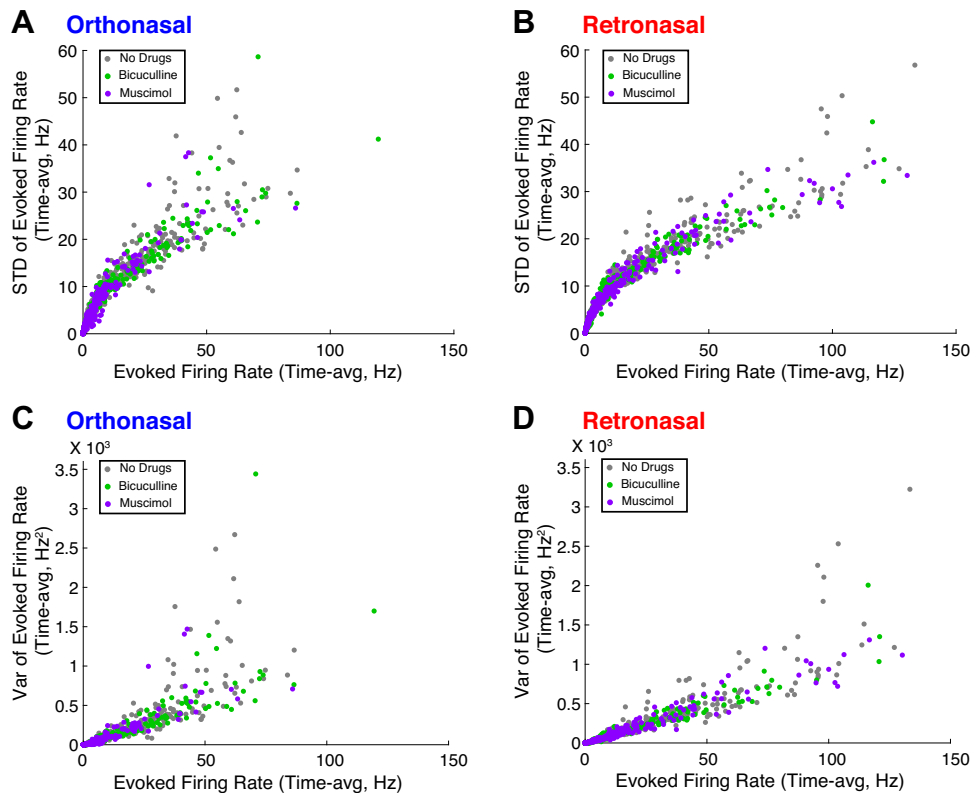 A Orthonasal
60
50
40
30
20
10
0
STD of Evoked Firing Rate
(Time-avg, Hz)
No Drugs
Bicuculline
Muscimol
0 50 100 150
Evoked Firing Rate (Time-avg, Hz)
B Retronasal
60
50
40
30
20
10
0
STD of Evoked Firing Rate
(Time-avg, Hz)
No Drugs
Bicuculline
Muscimol
0 50 100 150
Evoked Firing Rate (Time-avg, Hz)
C Orthonasal
X 10³
3.5
3
2.5
2
1.5
1
0.5
0
Var of Evoked Firing Rate
(Time-avg, Hz²)
No Drugs
Bicuculline
Muscimol
0 50 100 150
Evoked Firing Rate (Time-avg, Hz)
D Retronasal
X 10³
3.5
3
2.5
2
1.5
1
0.5
0
Var of Evoked Firing Rate
(Time-avg, Hz²)
No Drugs
Bicuculline
Muscimol
0 50 100 150
Evoked Firing Rate (Time-avg, Hz)